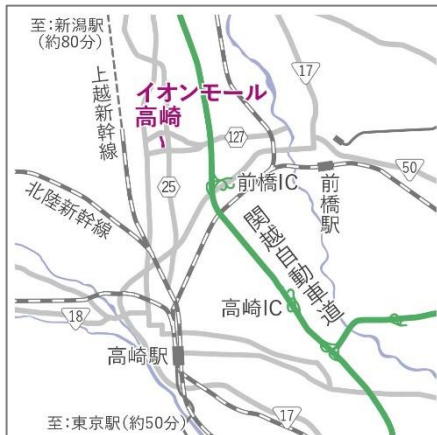 至:新潟駅
(約80分)
17
上越新幹線
イオンモール
高崎
127
50
前橋IC
前橋駅
25
北陸新幹線
関越自動車道
高崎IC
18
高崎駅
17
至:東京駅(約50分)